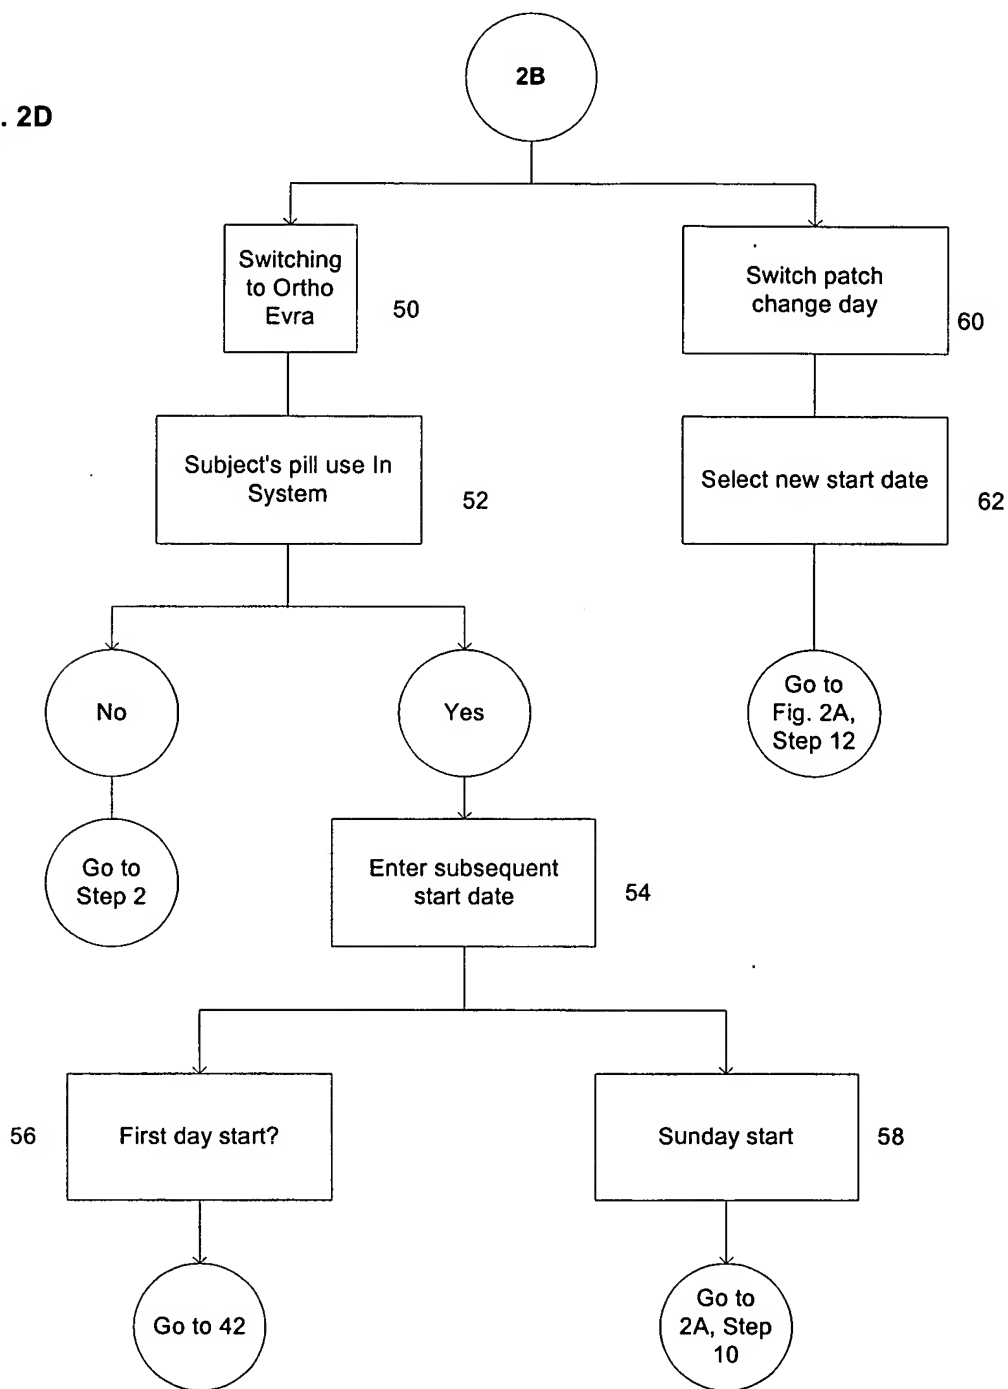 2B
. 2D
Switching
to Ortho
Evra
50
Switch patch
change day
60
Subject's pill use In
System
52
Select new start date
62
No
Yes
Go to
Fig. 2A,
Step 12
Go to
Step 2
Enter subsequent
start date
54
56
First day start?
Sunday start
58
Go to 42
Go to
2A, Step
10